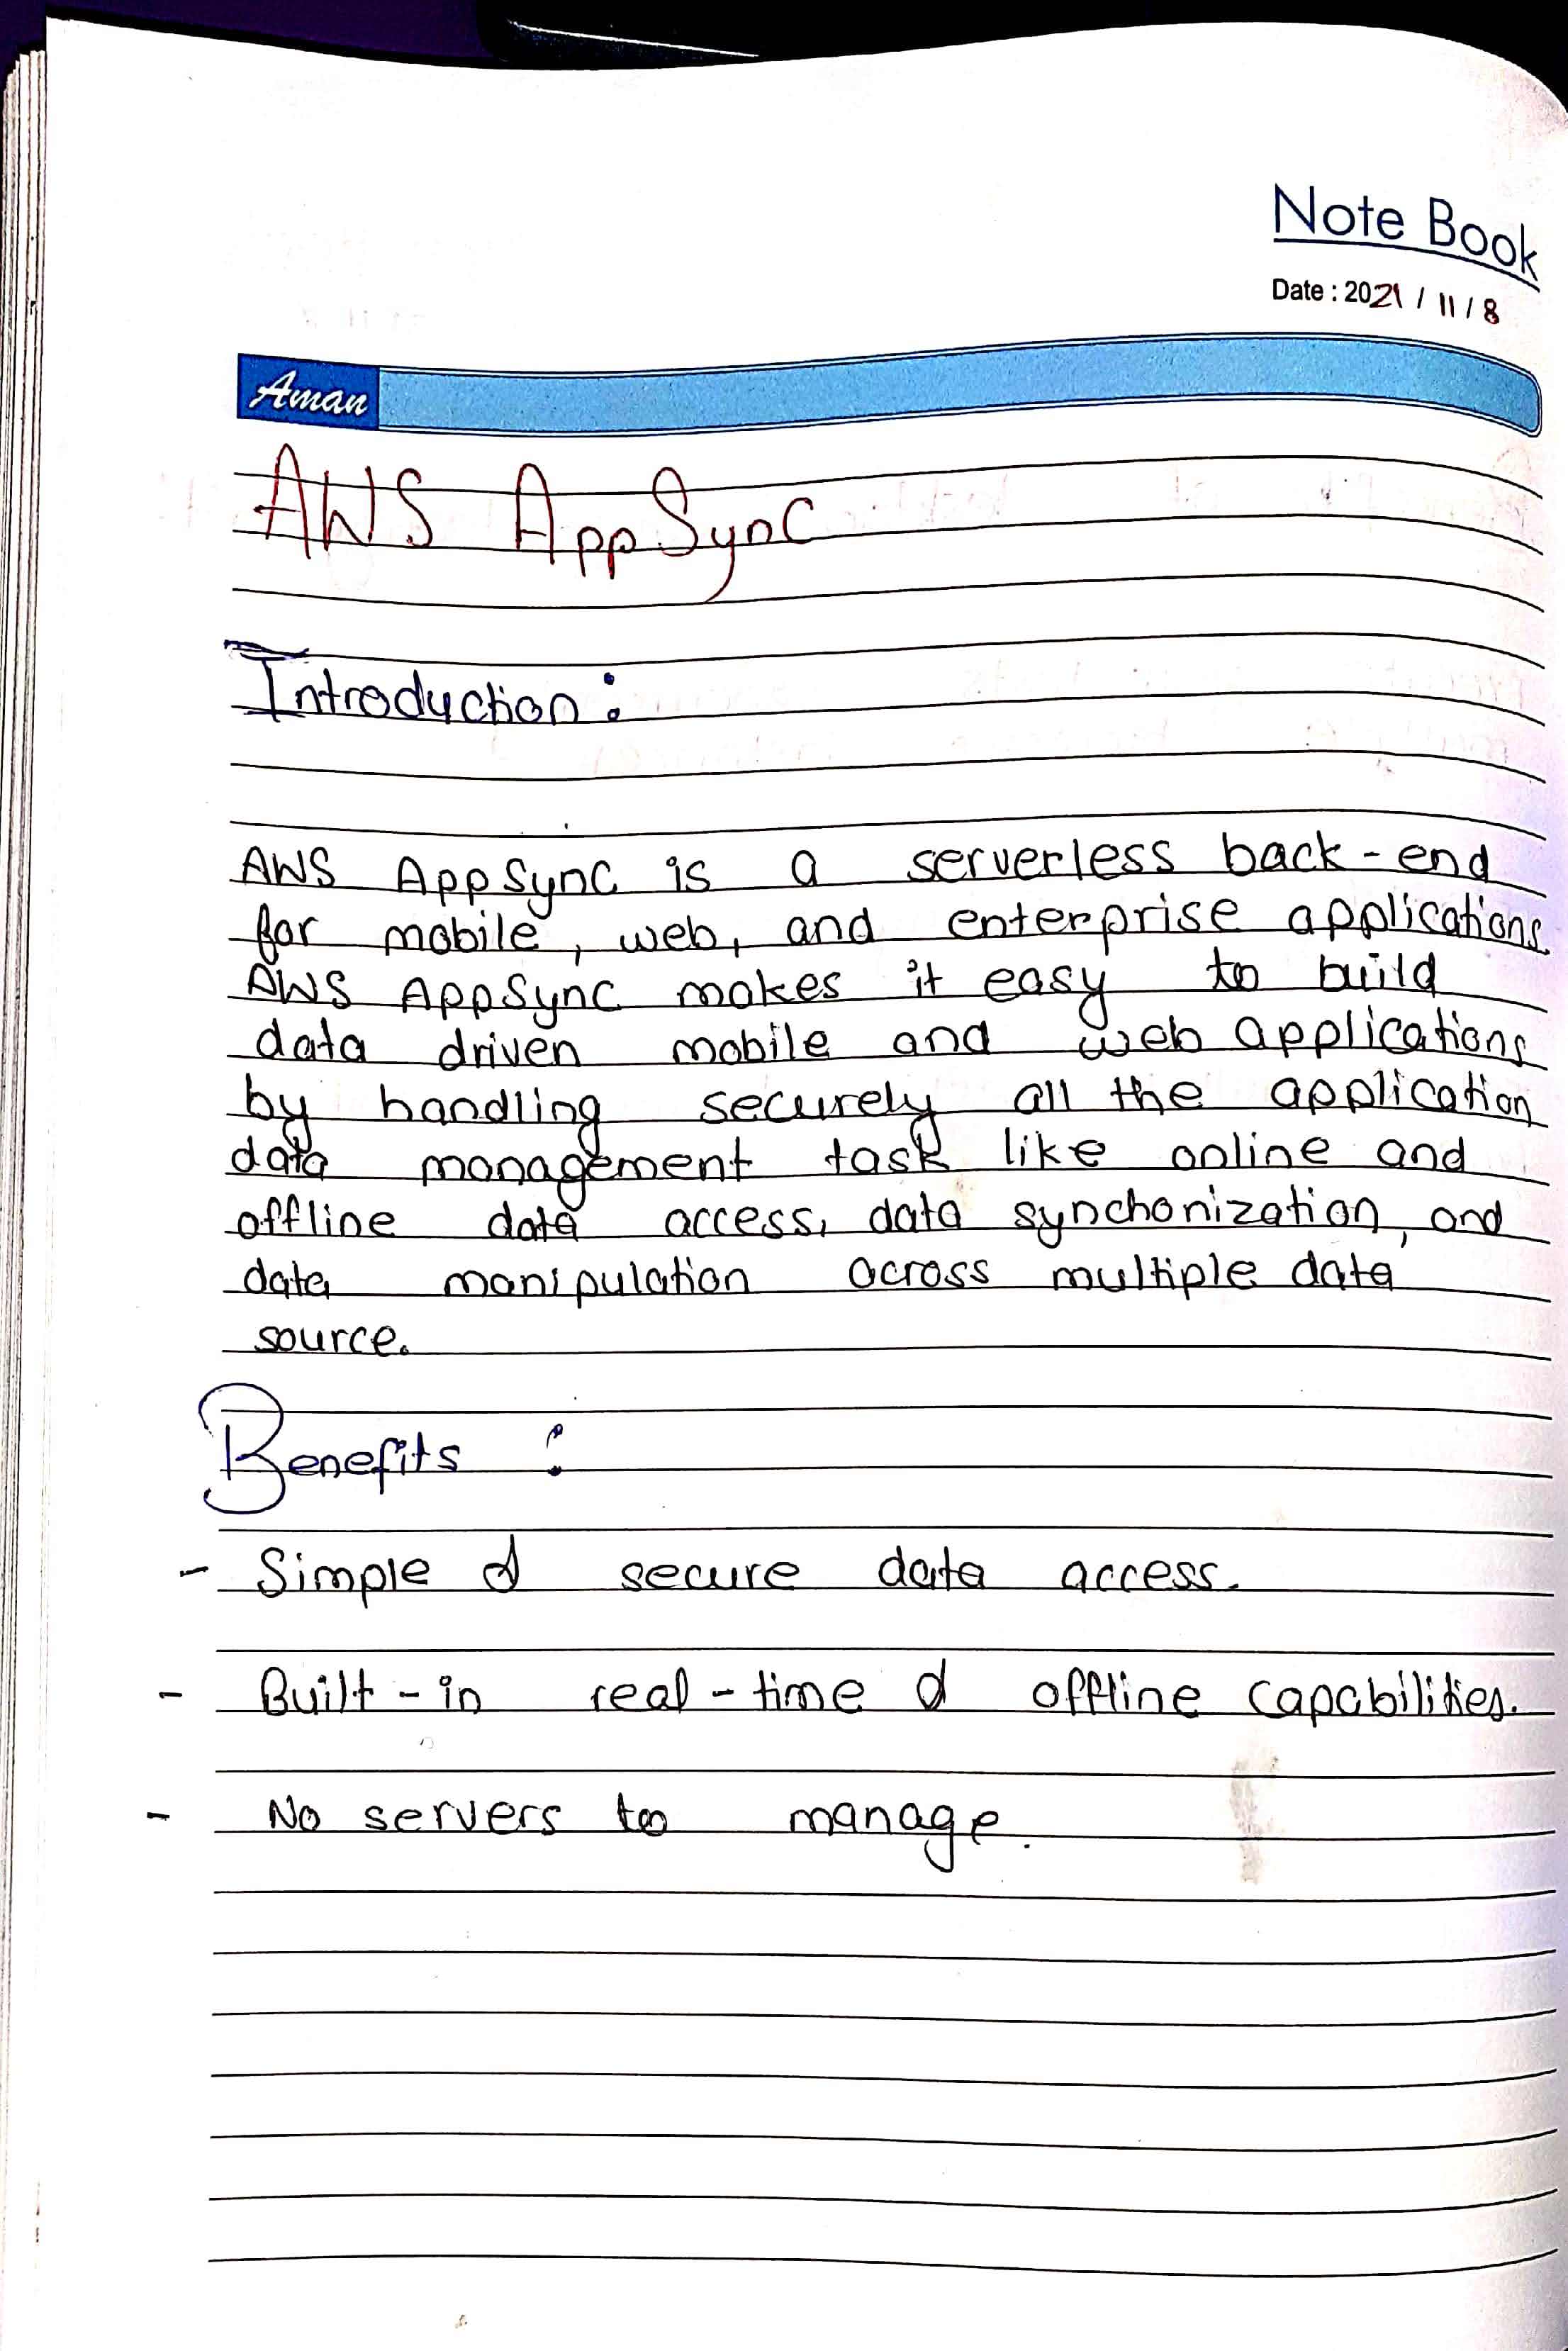 Note Book
Date : 2021 / 11 / 8
Aman
AWS AppSync
Introduction :
AWS AppSync is a serverless back-end
for mobile, web, and enterprise applications.
AWS AppSync makes it easy to build
data driven mobile and web applications
by handling securely all the application
data management task like online and
offline data access, data synchonization, and
data manipulation across multiple data
source.
Benefits :
- Simple & secure data access.
- Built-in real-time & offline capabilities.
- No servers to manage.